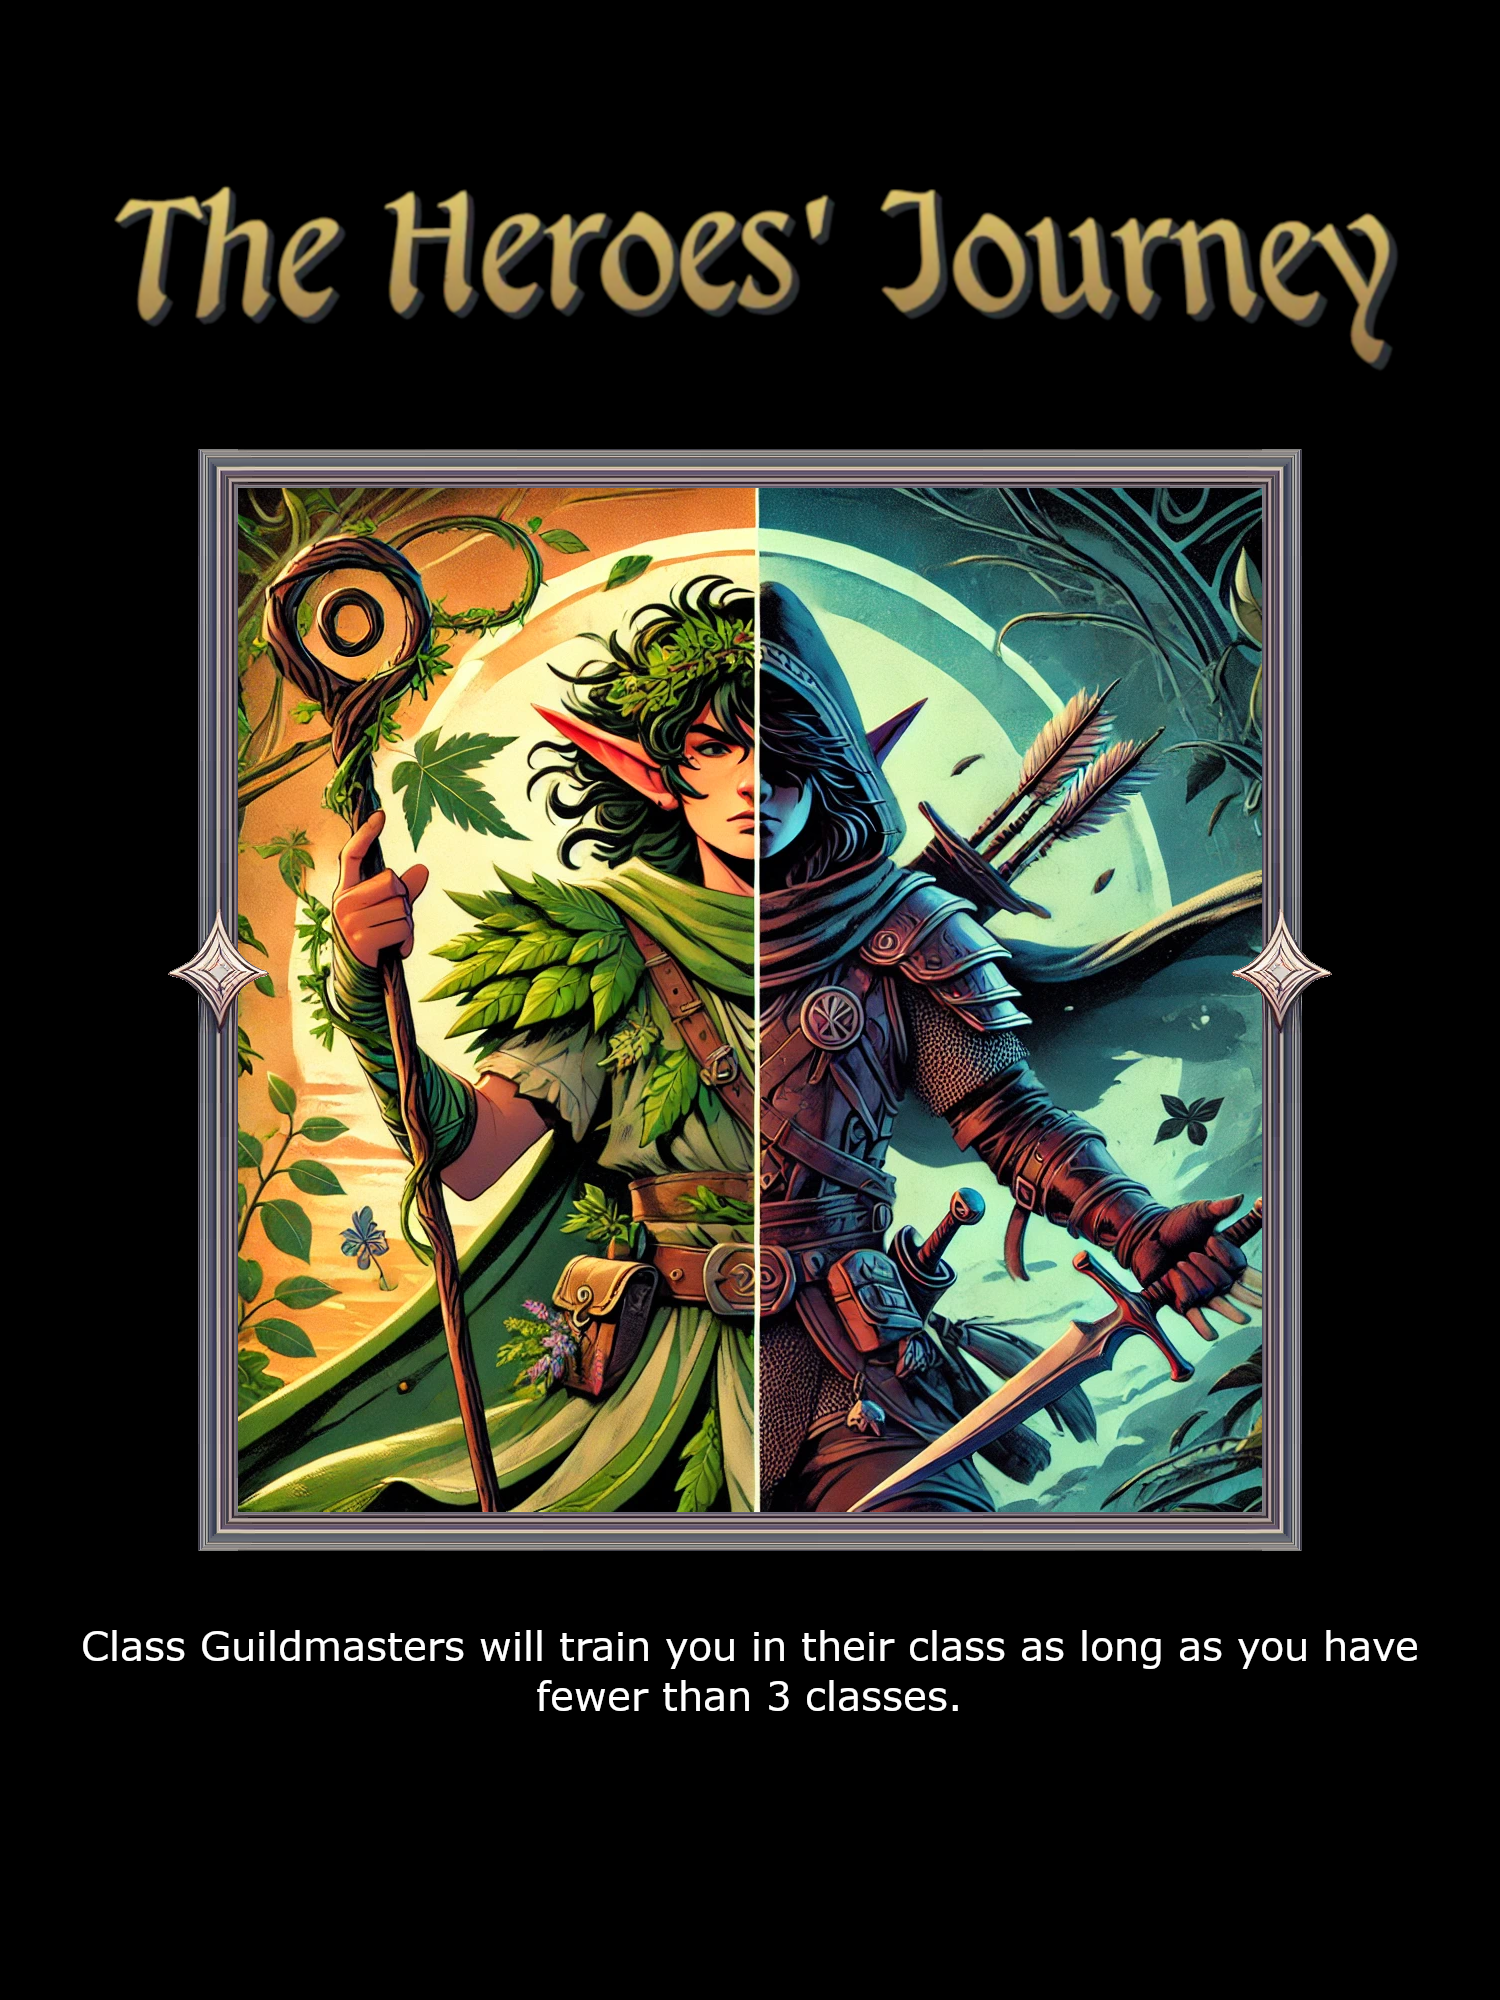 The Heroes' Journey
Class Guildmasters will train you in their class as long as you have
fewer than 3 classes.